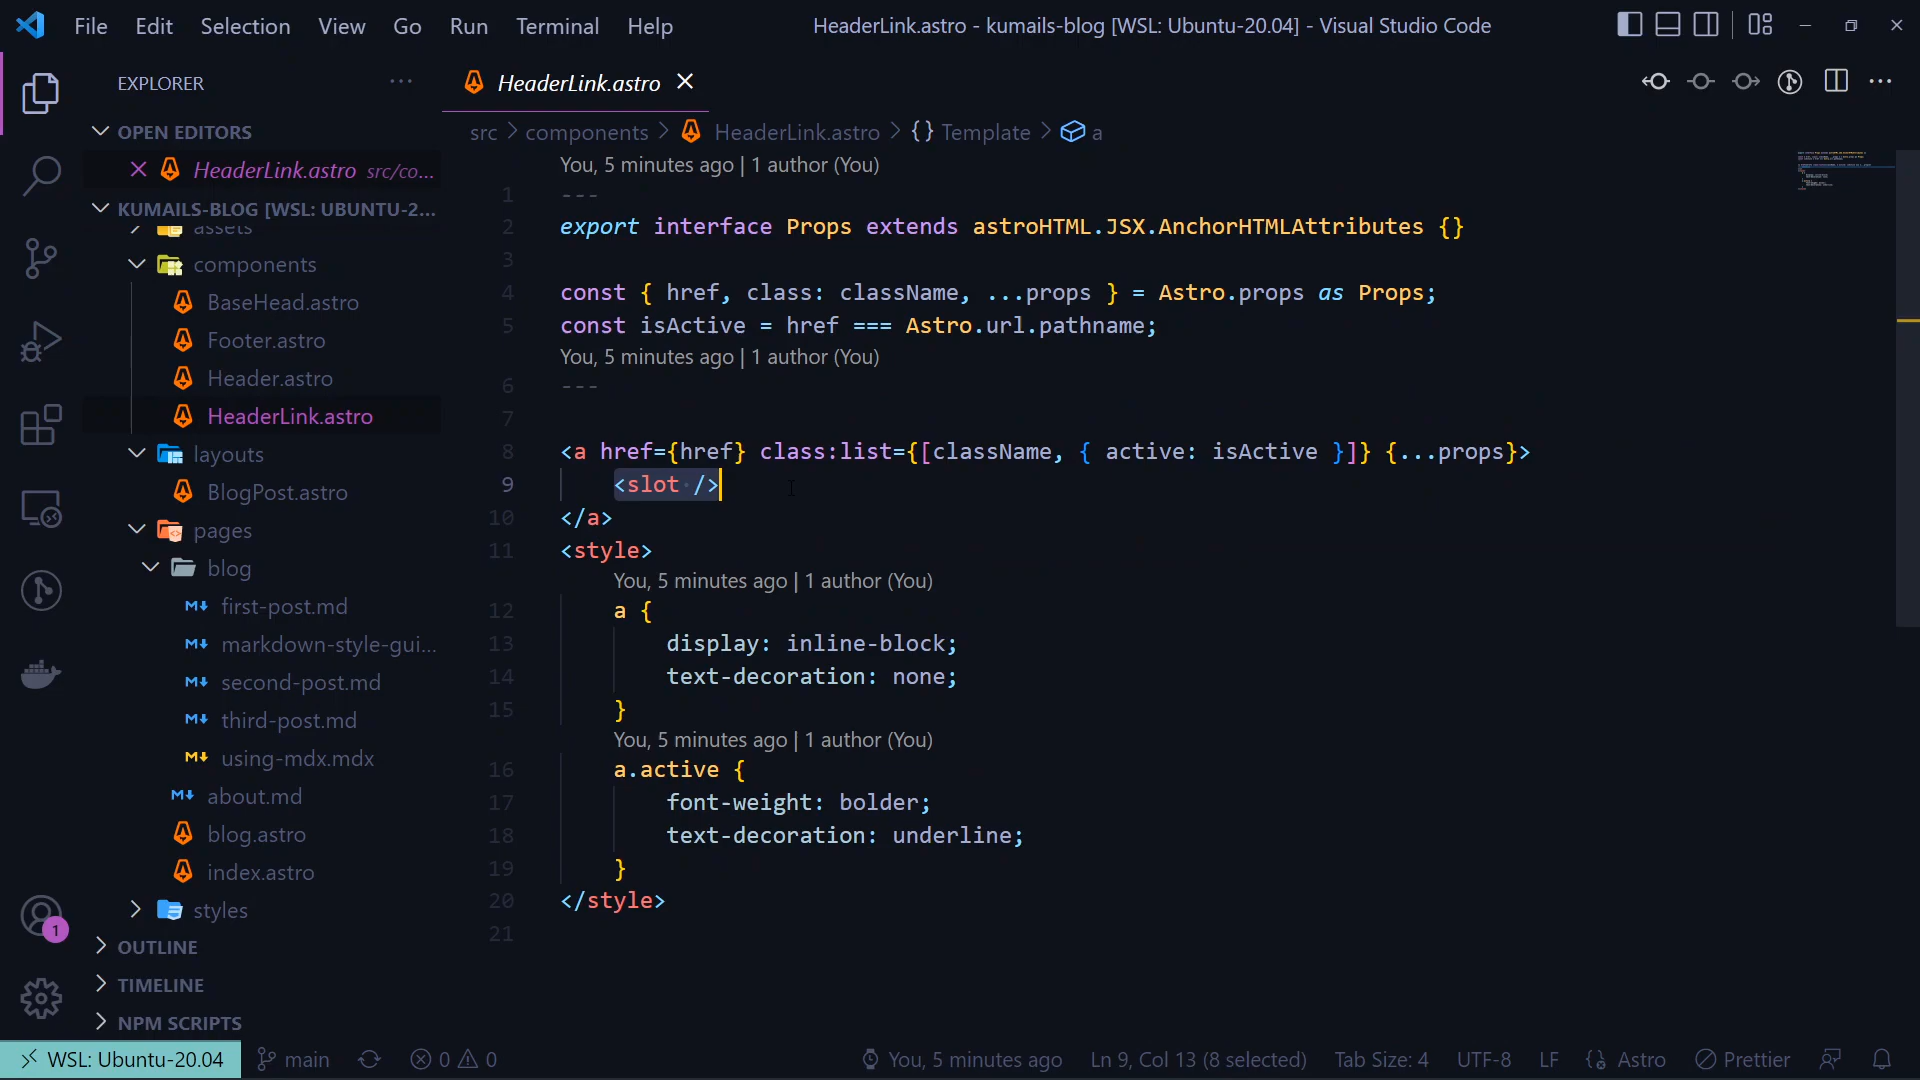 File Edit Selection View Go Run Terminal Help
HeaderLink.astro - kumails-blog [WSL: Ubuntu-20.04] - Visual Studio Code
EXPLORER
OPEN EDITORS
HeaderLink.astro src/co...
KUMAILS-BLOG [WSL: UBUNTU-2...
assets
components
BaseHead.astro
Footer.astro
Header.astro
HeaderLink.astro
layouts
BlogPost.astro
pages
blog
first-post.md
markdown-style-gui...
second-post.md
third-post.md
using-mdx.mdx
about.md
blog.astro
index.astro
styles
OUTLINE
TIMELINE
NPM SCRIPTS
1
HeaderLink.astro
src > components > HeaderLink.astro > {} Template > a
You, 5 minutes ago | 1 author (You)
1 ---
2 export interface Props extends astroHTML.JSX.AnchorHTMLAttributes {}
3
4 const { href, class: className, ...props } = Astro.props as Props;
5 const isActive = href === Astro.url.pathname;
You, 5 minutes ago | 1 author (You)
6 ---
7
8 <a href={href} class:list={[className, { active: isActive }]} {...props}>
9 <slot />
10 </a>
11 <style>
You, 5 minutes ago | 1 author (You)
12 a {
13 display: inline-block;
14 text-decoration: none;
15 }
You, 5 minutes ago | 1 author (You)
16 a.active {
17 font-weight: bolder;
18 text-decoration: underline;
19 }
20 </style>
21
WSL: Ubuntu-20.04 main 0 0 You, 5 minutes ago Ln 9, Col 13 (8 selected) Tab Size: 4 UTF-8 LF Astro Prettier